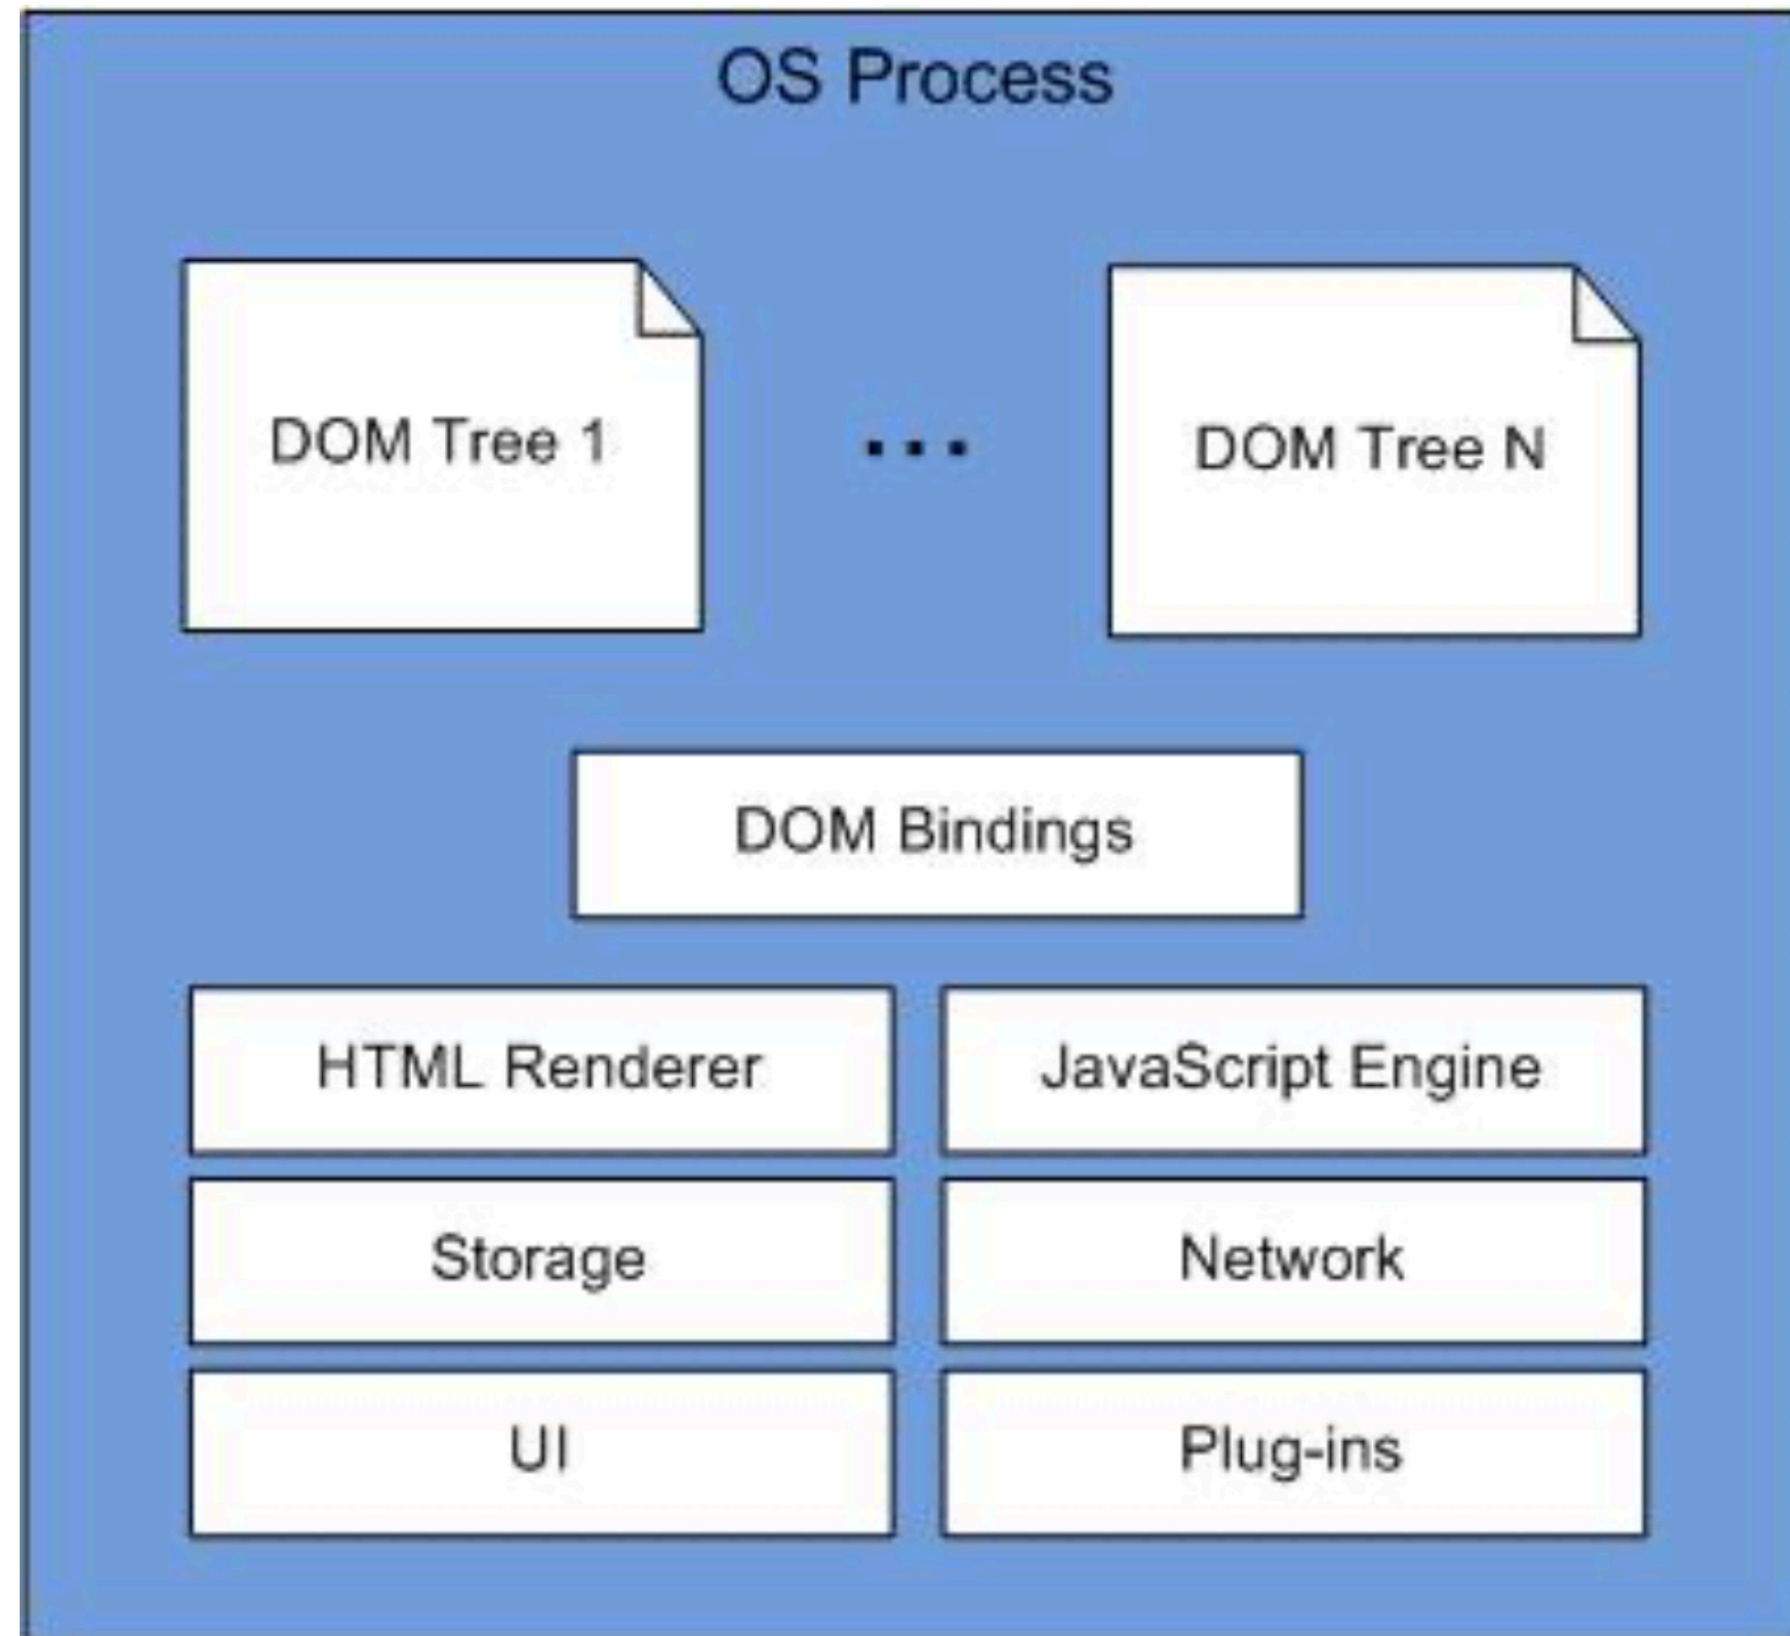 OS Process
DOM Tree 1
...
DOM Tree N
DOM Bindings
HTML Renderer
JavaScript Engine
Storage
Network
UI
Plug-ins